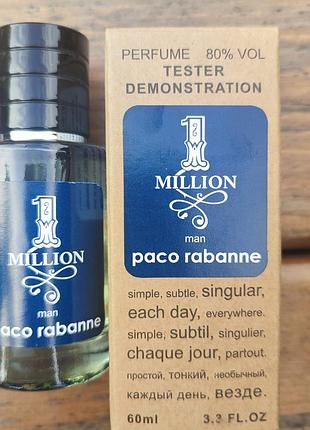 PERFUME 80% VOL
TESTER
DEMONSTRATION
1
MILLION
man
paco rabanne
simple, subtle, singular,
each day, everywhere.
simple, subtil, singulier,
chaque jour, partout.
простой, тонкий, необычный,
каждый день, везде.
60ml 3.3 FL.OZ
1
MILLION
man
paco rabanne